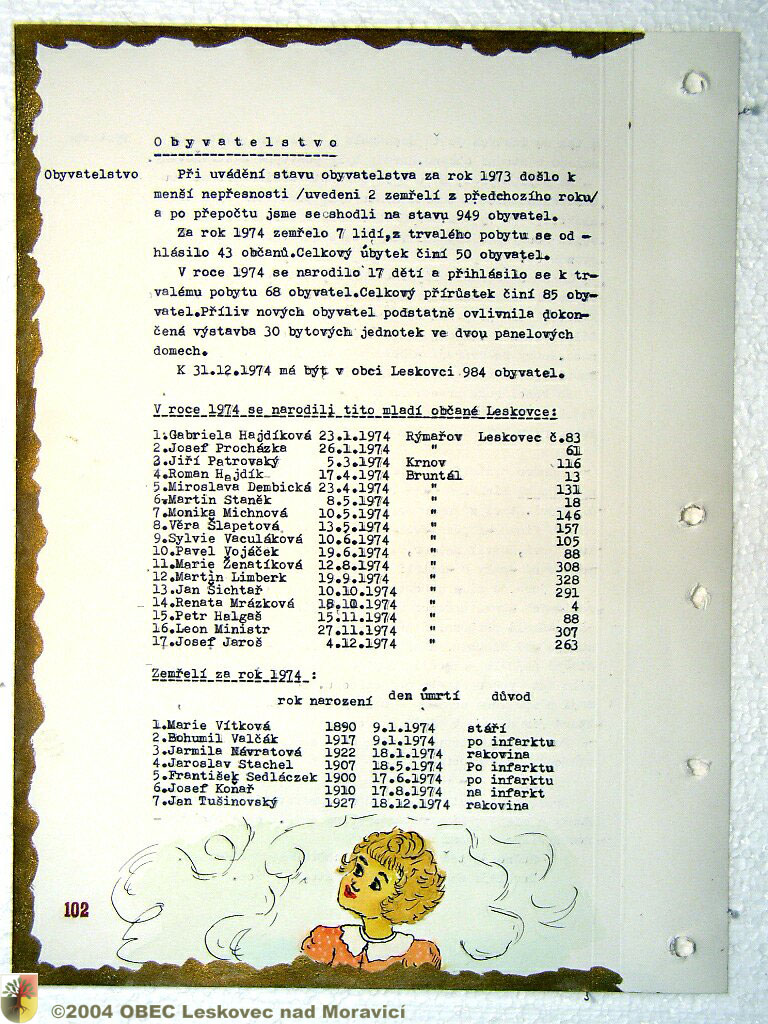 Obyvatelstvo
Obyvatelstvo
Při uvádění stavu obyvatelstva za rok 1973 došlo k
menší nepřesnosti /uvedeni 2 zemřelí z předchozího roku/
a po přepočtu jsme se shodli na stavu 949 obyvatel.
Za rok 1974 zemřelo 7 lidí,z trvalého pobytu se od -
hlásilo 43 občanů.Celkový úbytek činí 50 obyvatel.
V roce 1974 se narodilo 17 dětí a přihlásilo se k tr-
valému pobytu 68 obyvatel.Celkový přírůstek činí 85 oby-
vatel.Příliv nových obyvatel podstatně ovlivnila dokon-
čená výstavba 30 bytových jednotek ve dvou panelových
domech.
K 31.12.1974 má být v obci Leskovci 984 obyvatel.
V roce 1974 se narodili tito mladí občané Leskovce:
1.Gabriela Hajdíková 23.1.1974 Rýmařov Leskovec č.83
2.Josef Procházka 26.1.1974 " 61
3.Jiří Petrovský 5.3.1974 Krnov 116
4.Roman Hajdík 17.4.1974 Bruntál 13
5.Miroslava Dembická 23.4.1974 " 131
6.Martin Staněk 8.5.1974 " 18
7.Monika Michnová 10.5.1974 " 146
8.Věra Šlapetová 13.5.1974 " 157
9.Sylvie Vaculáková 10.6.1974 " 105
10.Pavel Vojáček 19.6.1974 " 88
11.Marie Ženatíková 12.8.1974 " 308
12.Martin Limberk 19.9.1974 " 328
13.Jan Šichtař 10.10.1974 " 291
14.Renata Mrázková 18.10.1974 " 4
15.Petr Halgaš 15.11.1974 " 88
16.Leon Ministr 27.11.1974 " 307
17.Josef Jaroš 4.12.1974 " 263
Zemřelí za rok 1974 :
rok narození den úmrtí důvod
1.Marie Vítková 1890 9.1.1974 stáří
2.Bohumil Valčák 1917 9.1.1974 po infarktu
3.Jarmila Návratová 1922 18.1.1974 rakovina
4.Jaroslav Stachel 1907 18.5.1974 Po infarktu
5.František Sedláczek 1900 17.6.1974 po infarktu
6.Josef Koňař 1910 17.8.1974 na infarkt
7.Jan Tušinovský 1927 18.12.1974 rakovina
102
©2004 OBEC Leskovec nad Moravicí